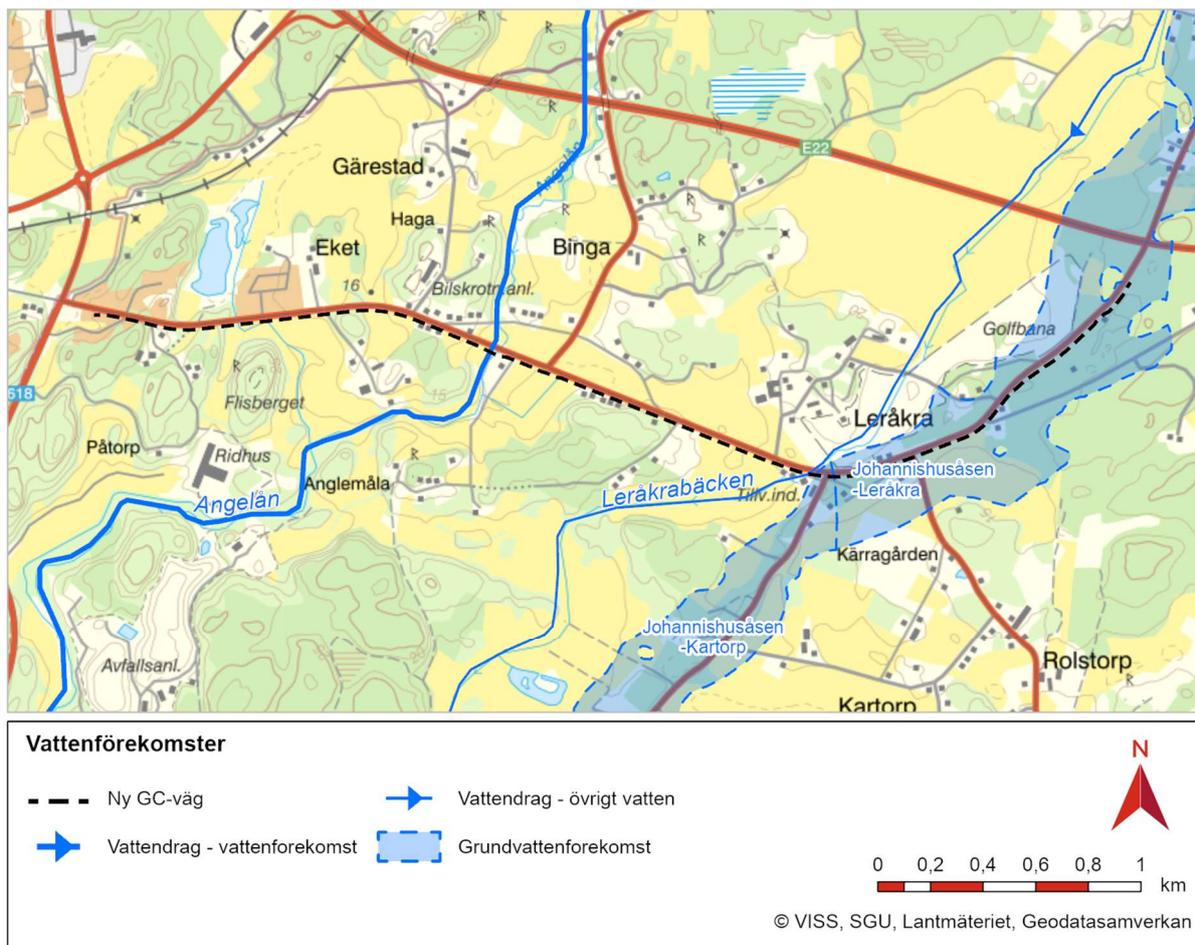 Angelån
E22
Gärestad
Haga
Eket
Binga
16
Bilskrotn.anl.
Golfbana
618
Flisberget
15
Leråkra
Påtorp
Ridhus
Anglemåla
Johannishusåsen
-Leråkra
Angelån
Leråkrabäcken
Tillv.ind.
Kärragården
Johannishusåsen
-Kartorp
Avfallsanl.
Rolstorp
Kartorp
Vattenförekomster
Ny GC-väg
Vattendrag - övrigt vatten
Vattendrag - vattenforekomst
Grundvattenforekomst
N
0 0,2 0,4 0,6 0,8 1
km
© VISS, SGU, Lantmäteriet, Geodatasamverkan